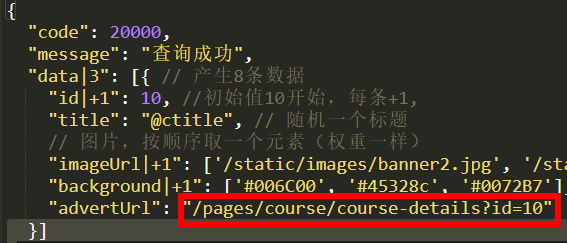 {
"code": 20000,
"message": "查询成功",
"data|3": [{ // 产生8条数据
"id|+1": 10, //初始值10开始，每条+1,
"title": "@ctitle", // 随机一个标题
// 图片，按顺序取一个元素（权重一样）
"imageUrl|+1": ['/static/images/banner2.jpg', '/sta
"background|+1": ['#006C00', '#45328c', '#0072B7']
"advertUrl": "/pages/course/course-details?id=10"
}]